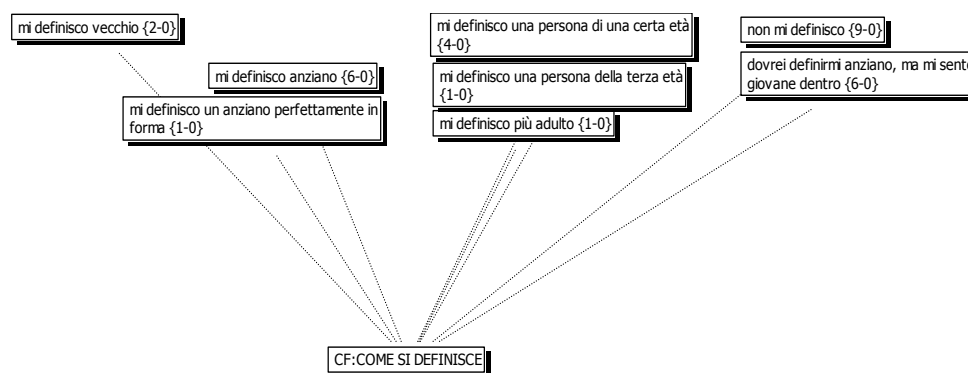 mi definisco vecchio {2-0}
mi definisco anziano {6-0}
mi definisco un anziano perfettamente in
forma {1-0}
mi definisco una persona di una certa età
{4-0}
mi definisco una persona della terza età
{1-0}
mi definisco più adulto {1-0}
non mi definisco {9-0}
dovrei definirmi anziano, ma mi sento
giovane dentro {6-0}
CF:COME SI DEFINISCE